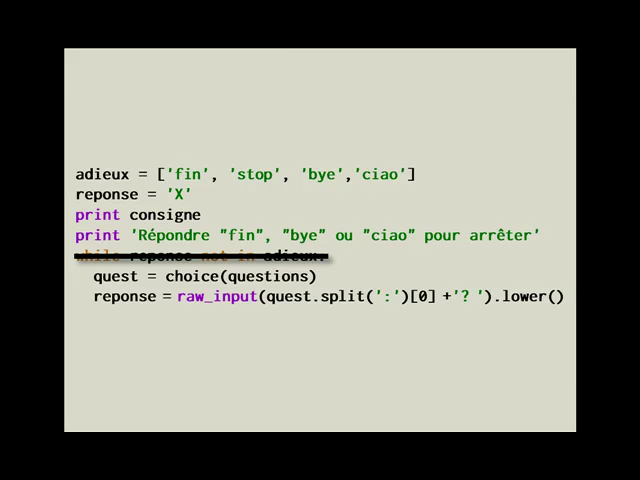 adieux = ['fin', 'stop', 'bye','ciao']
reponse = 'X'
print consigne
print 'Répondre "fin", "bye" ou "ciao" pour arrêter'
while reponse not in adieux:
quest = choice(questions)
reponse = raw_input(quest.split(':')[0] +'? ').lower()